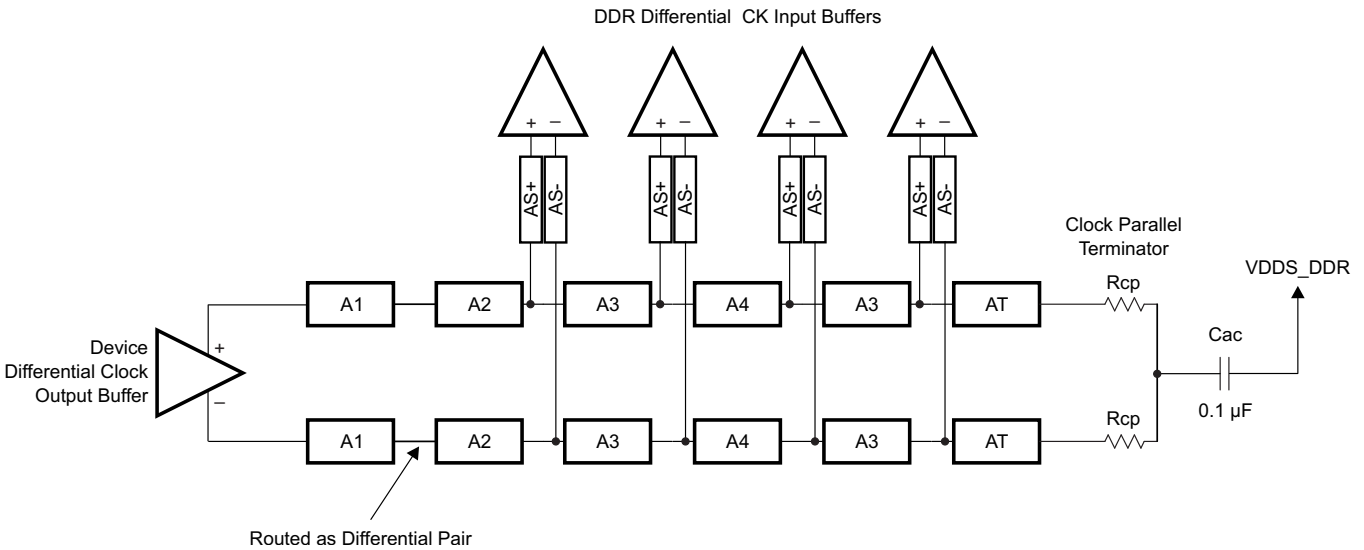 DDR Differential CK Input Buffers
+ –
+ –
+ –
+ –
AS+
AS-
AS+
AS-
AS+
AS-
AS+
AS-
Clock Parallel
Terminator
VDDS_DDR
A1
A2
A3
A4
A3
AT
Rcp
Device
Differential Clock
Output Buffer
+
–
Cac
0.1 µF
A1
A2
A3
A4
A3
AT
Rcp
Routed as Differential Pair